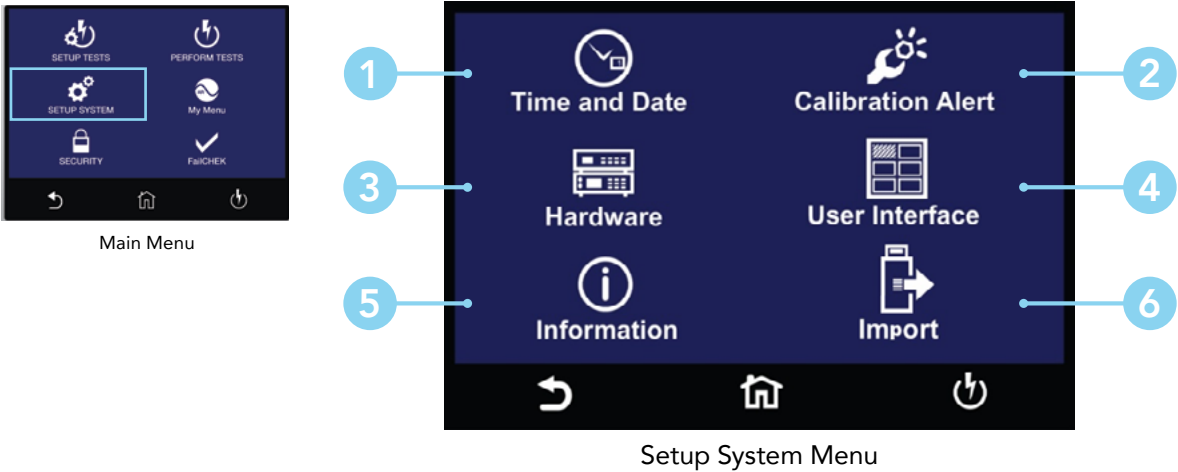 SETUP TESTS
PERFORM TESTS
SETUP SYSTEM
My Menu
SECURITY
FailCHEK
Main Menu
1
Time and Date
Calibration Alert
2
3
Hardware
User Interface
4
5
Information
Import
6
Setup System Menu